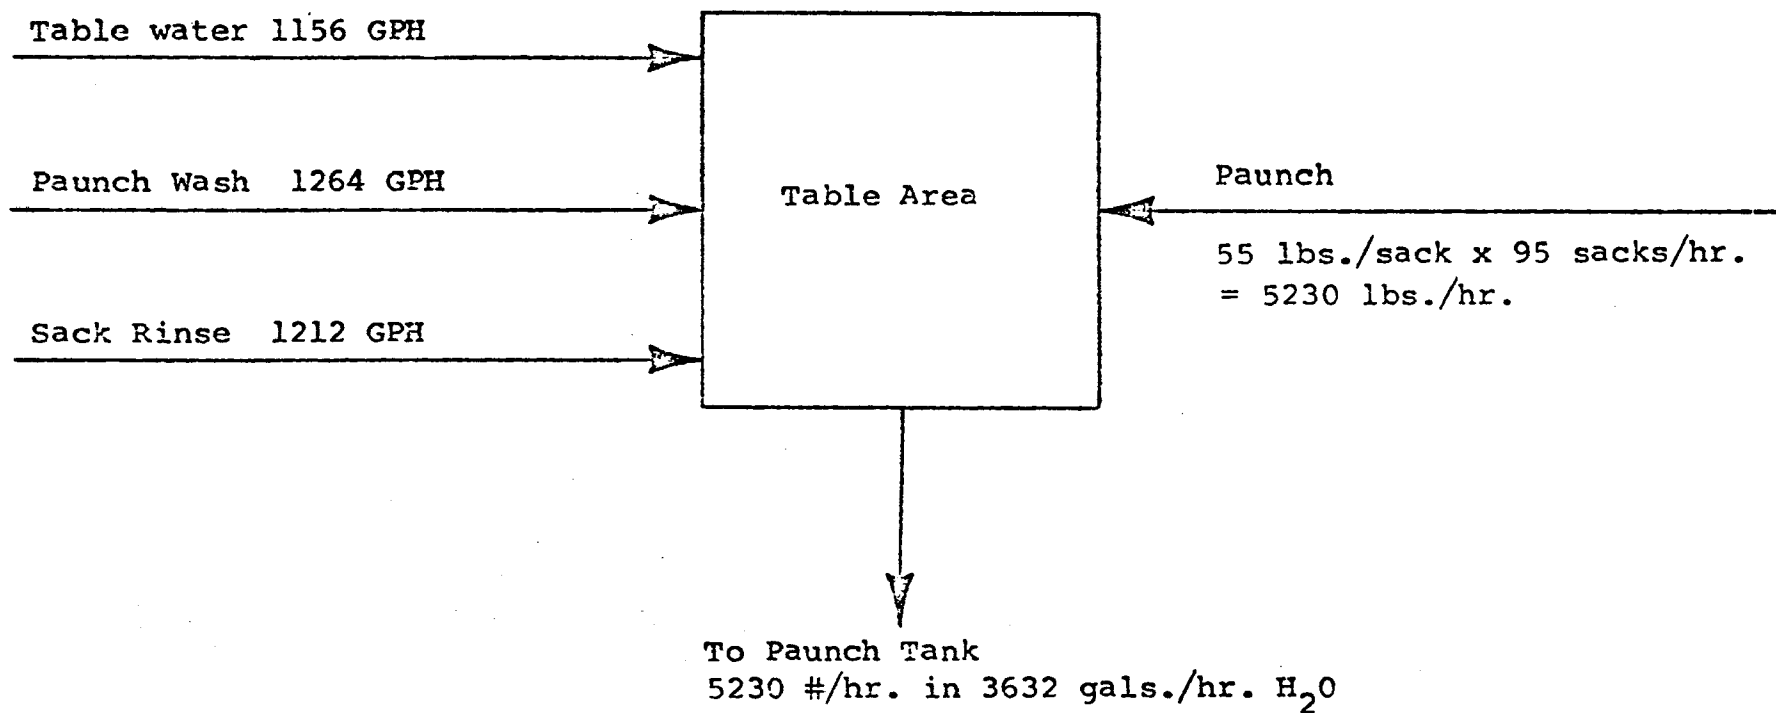 Table water 1156 GPH
Paunch Wash 1264 GPH
Sack Rinse 1212 GPH
Table Area
Paunch
55 lbs./sack x 95 sacks/hr.
= 5230 lbs./hr.
To Paunch Tank
5230 #/hr. in 3632 gals./hr. H₂O